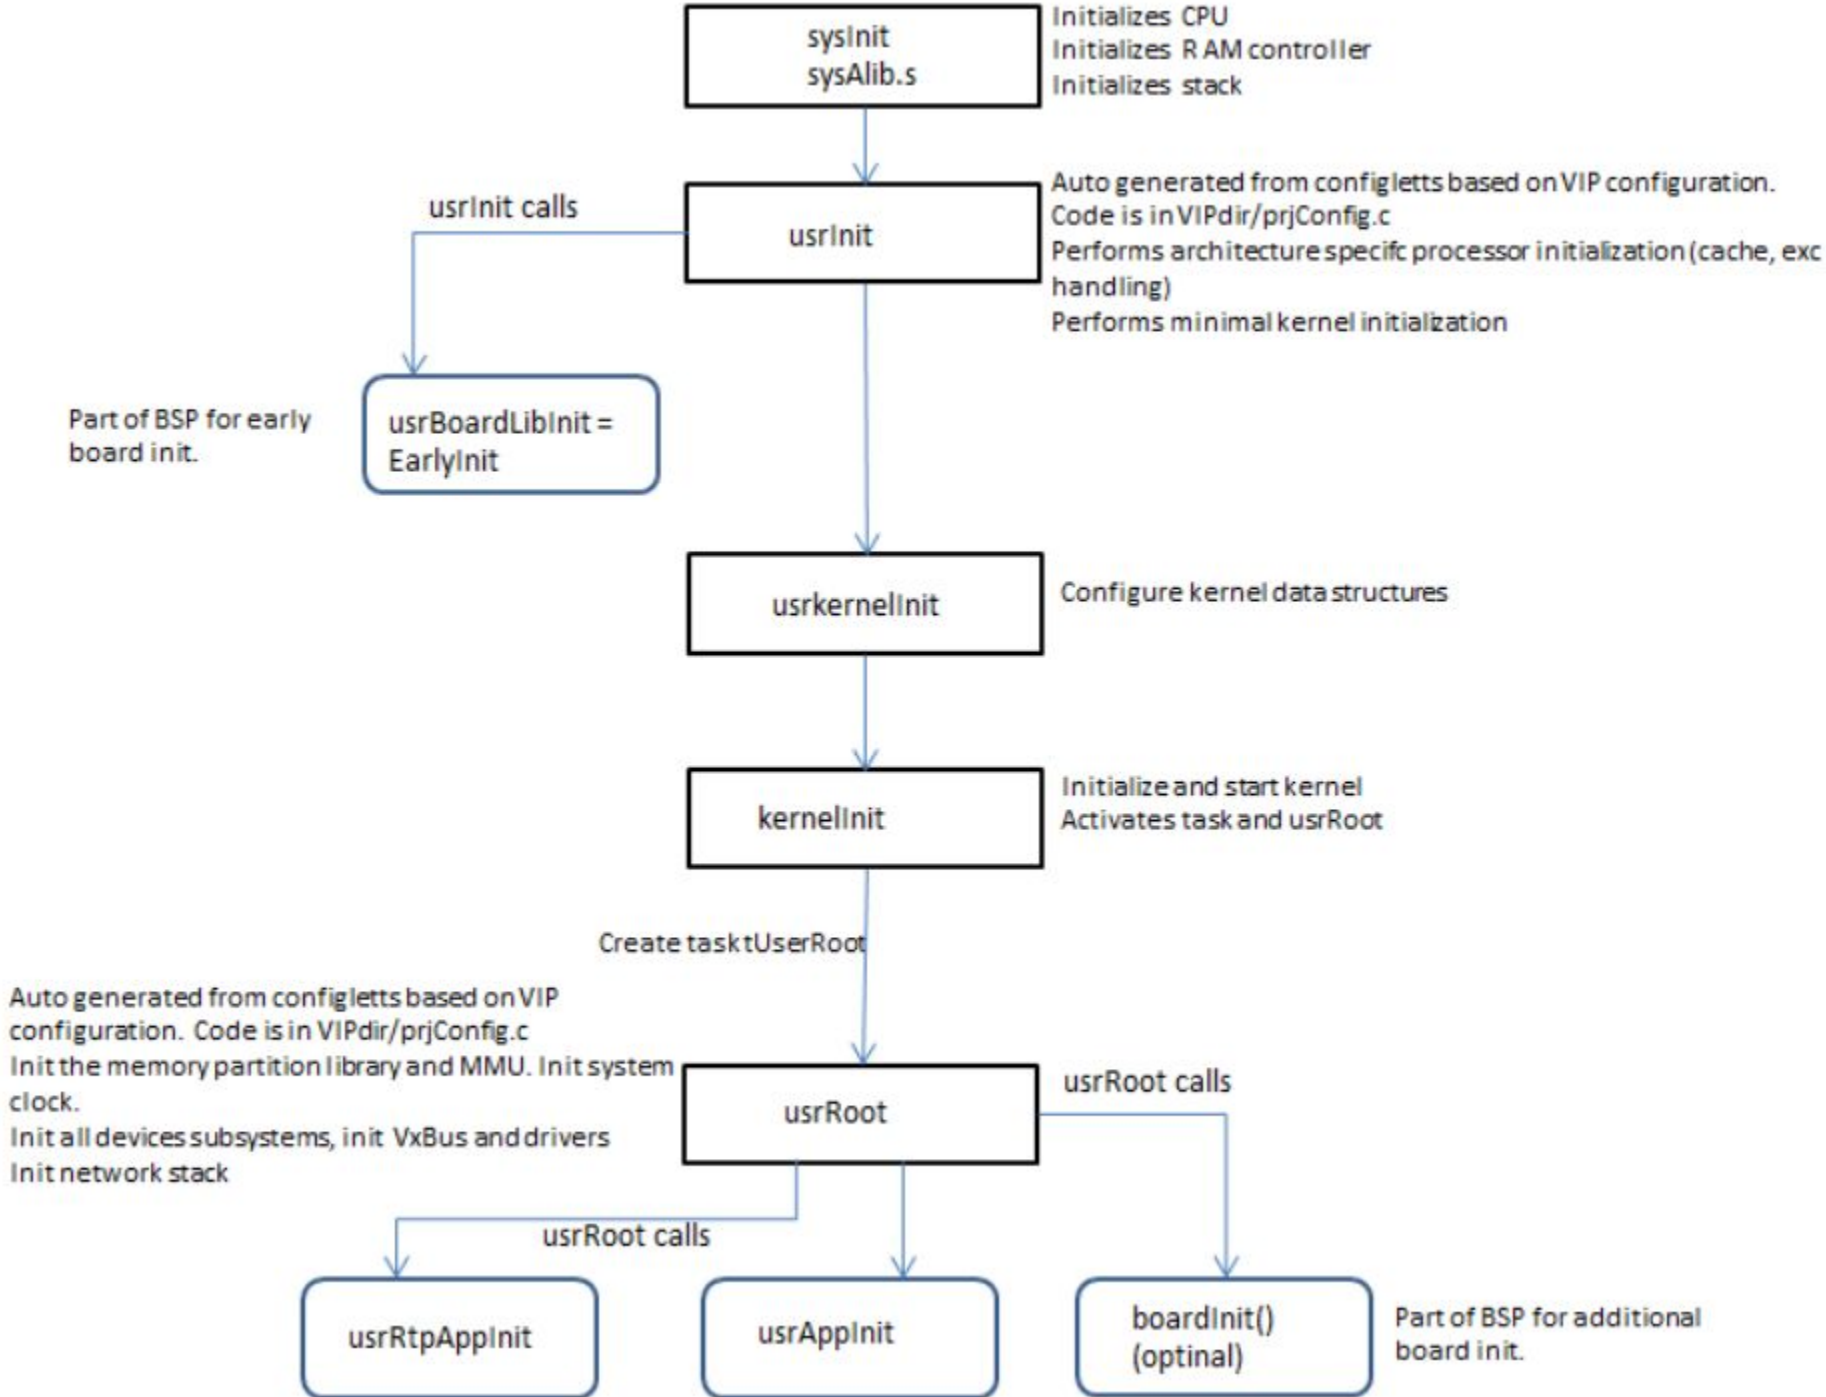 sysInit
sysAlib.s
Initializes CPU
Initializes RAM controller
Initializes stack
usrInit calls
usrInit
Auto generated from configletts based on VIP configuration.
Code is in VIPdir/prjConfig.c
Performs architecture specifc processor initialization (cache, exc
handling)
Performs minimal kernel initialization
Part of BSP for early
board init.
usrBoardLibInit =
EarlyInit
usrkernelInit
Configure kernel data structures
kernelInit
Initialize and start kernel
Activates task and usrRoot
Create task tUserRoot
Auto generated from configletts based on VIP
configuration. Code is in VIPdir/prjConfig.c
Init the memory partition library and MMU. Init system
clock.
Init all devices subsystems, init VxBus and drivers
Init network stack
usrRoot
usrRoot calls
usrRoot calls
usrRtpAppInit
usrAppInit
boardInit()
(optinal)
Part of BSP for additional
board init.